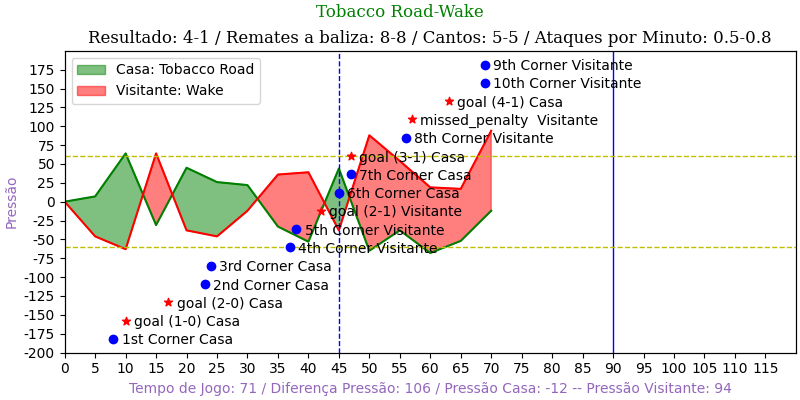 Tobacco Road-Wake
Resultado: 4-1 / Remates a baliza: 8-8 / Cantos: 5-5 / Ataques por Minuto: 0.5-0.8
Casa: Tobacco Road
Visitante: Wake
9th Corner Visitante
10th Corner Visitante
goal (4-1) Casa
missed_penalty  Visitante
8th Corner Visitante
goal (3-1) Casa
7th Corner Casa
6th Corner Casa
goal (2-1) Visitante
5th Corner Visitante
4th Corner Visitante
3rd Corner Casa
2nd Corner Casa
goal (2-0) Casa
goal (1-0) Casa
1st Corner Casa
Pressão
175
150
125
100
75
50
25
0
-25
-50
-75
-100
-125
-150
-175
-200
0 5 10 15 20 25 30 35 40 45 50 55 60 65 70 75 80 85 90 95 100 105 110 115
Tempo de Jogo: 71 / Diferença Pressão: 106 / Pressão Casa: -12 -- Pressão Visitante: 94